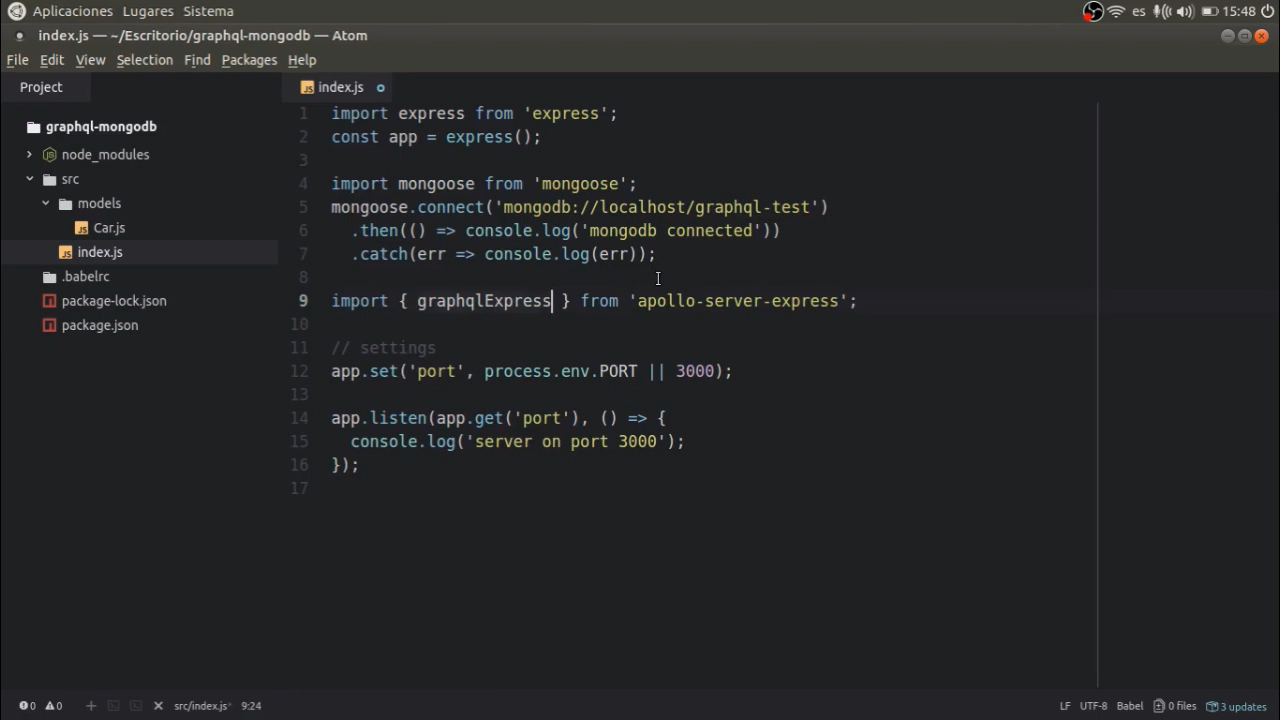 Aplicaciones Lugares Sistema es 15:48
index.js — ~/Escritorio/graphql-mongodb — Atom
File Edit View Selection Find Packages Help
Project
graphql-mongodb
node_modules
src
models
Car.js
index.js
.babelrc
package-lock.json
package.json
index.js
1 import express from 'express';
2 const app = express();
3
4 import mongoose from 'mongoose';
5 mongoose.connect('mongodb://localhost/graphql-test')
6 .then(() => console.log('mongodb connected'))
7 .catch(err => console.log(err));
8
9 import { graphqlExpress } from 'apollo-server-express';
10
11 // settings
12 app.set('port', process.env.PORT || 3000);
13
14 app.listen(app.get('port'), () => {
15 console.log('server on port 3000');
16 });
17
0 0 src/index.js* 9:24 LF UTF-8 Babel 0 files 3 updates